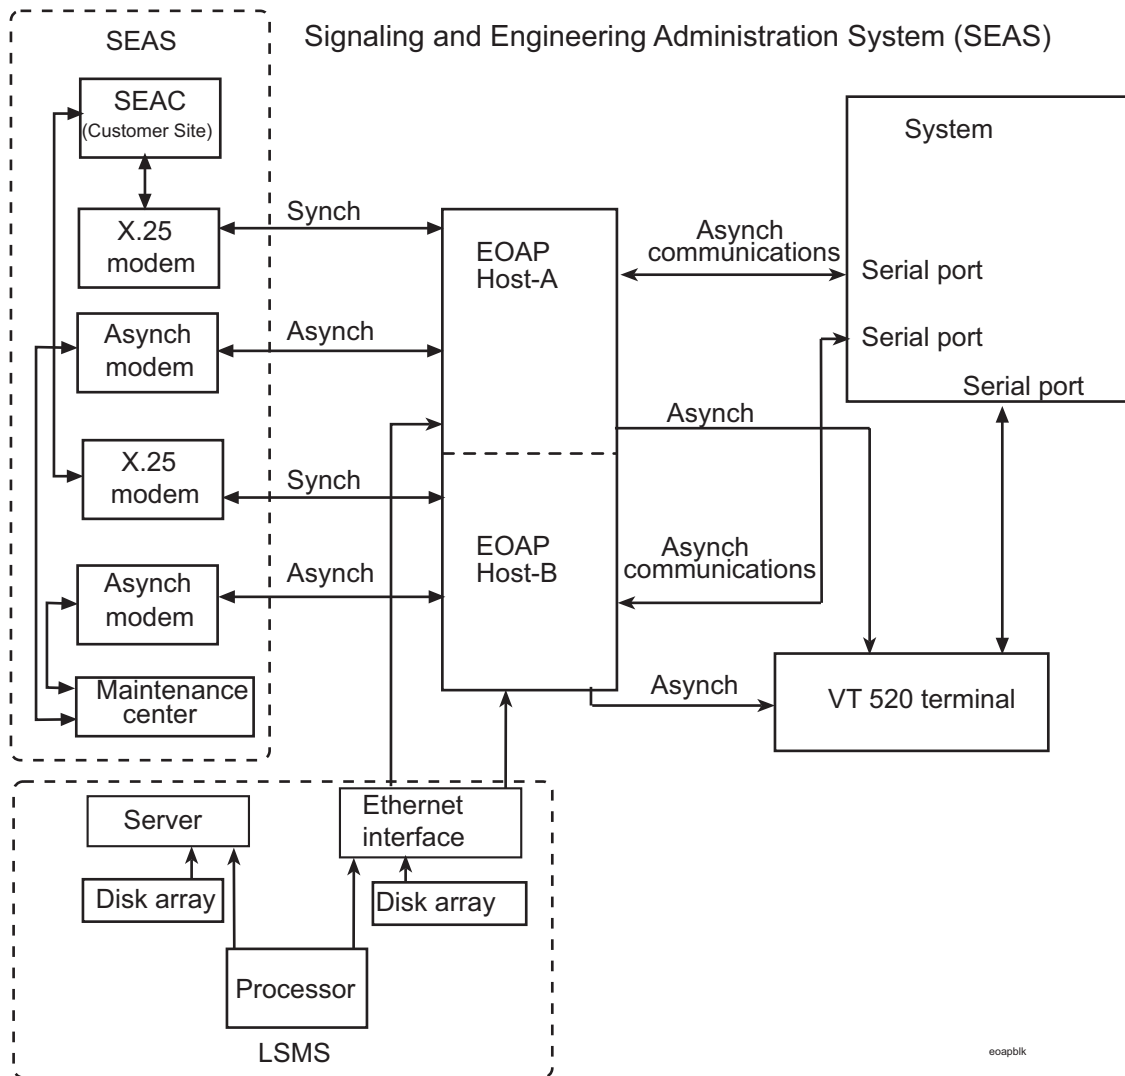 SEAS
Signaling and Engineering Administration System (SEAS)
SEAC
(Customer Site)
System
X.25
modem
Synch
EOAP
Host-A
Asynch
communications
Serial port
Asynch
modem
Asynch
Serial port
Serial port
Asynch
X.25
modem
Synch
EOAP
Host-B
Asynch
communications
Asynch
modem
Asynch
Maintenance
center
Asynch
VT 520 terminal
Server
Ethernet
interface
Disk array
Disk array
Processor
LSMS
eoapblk